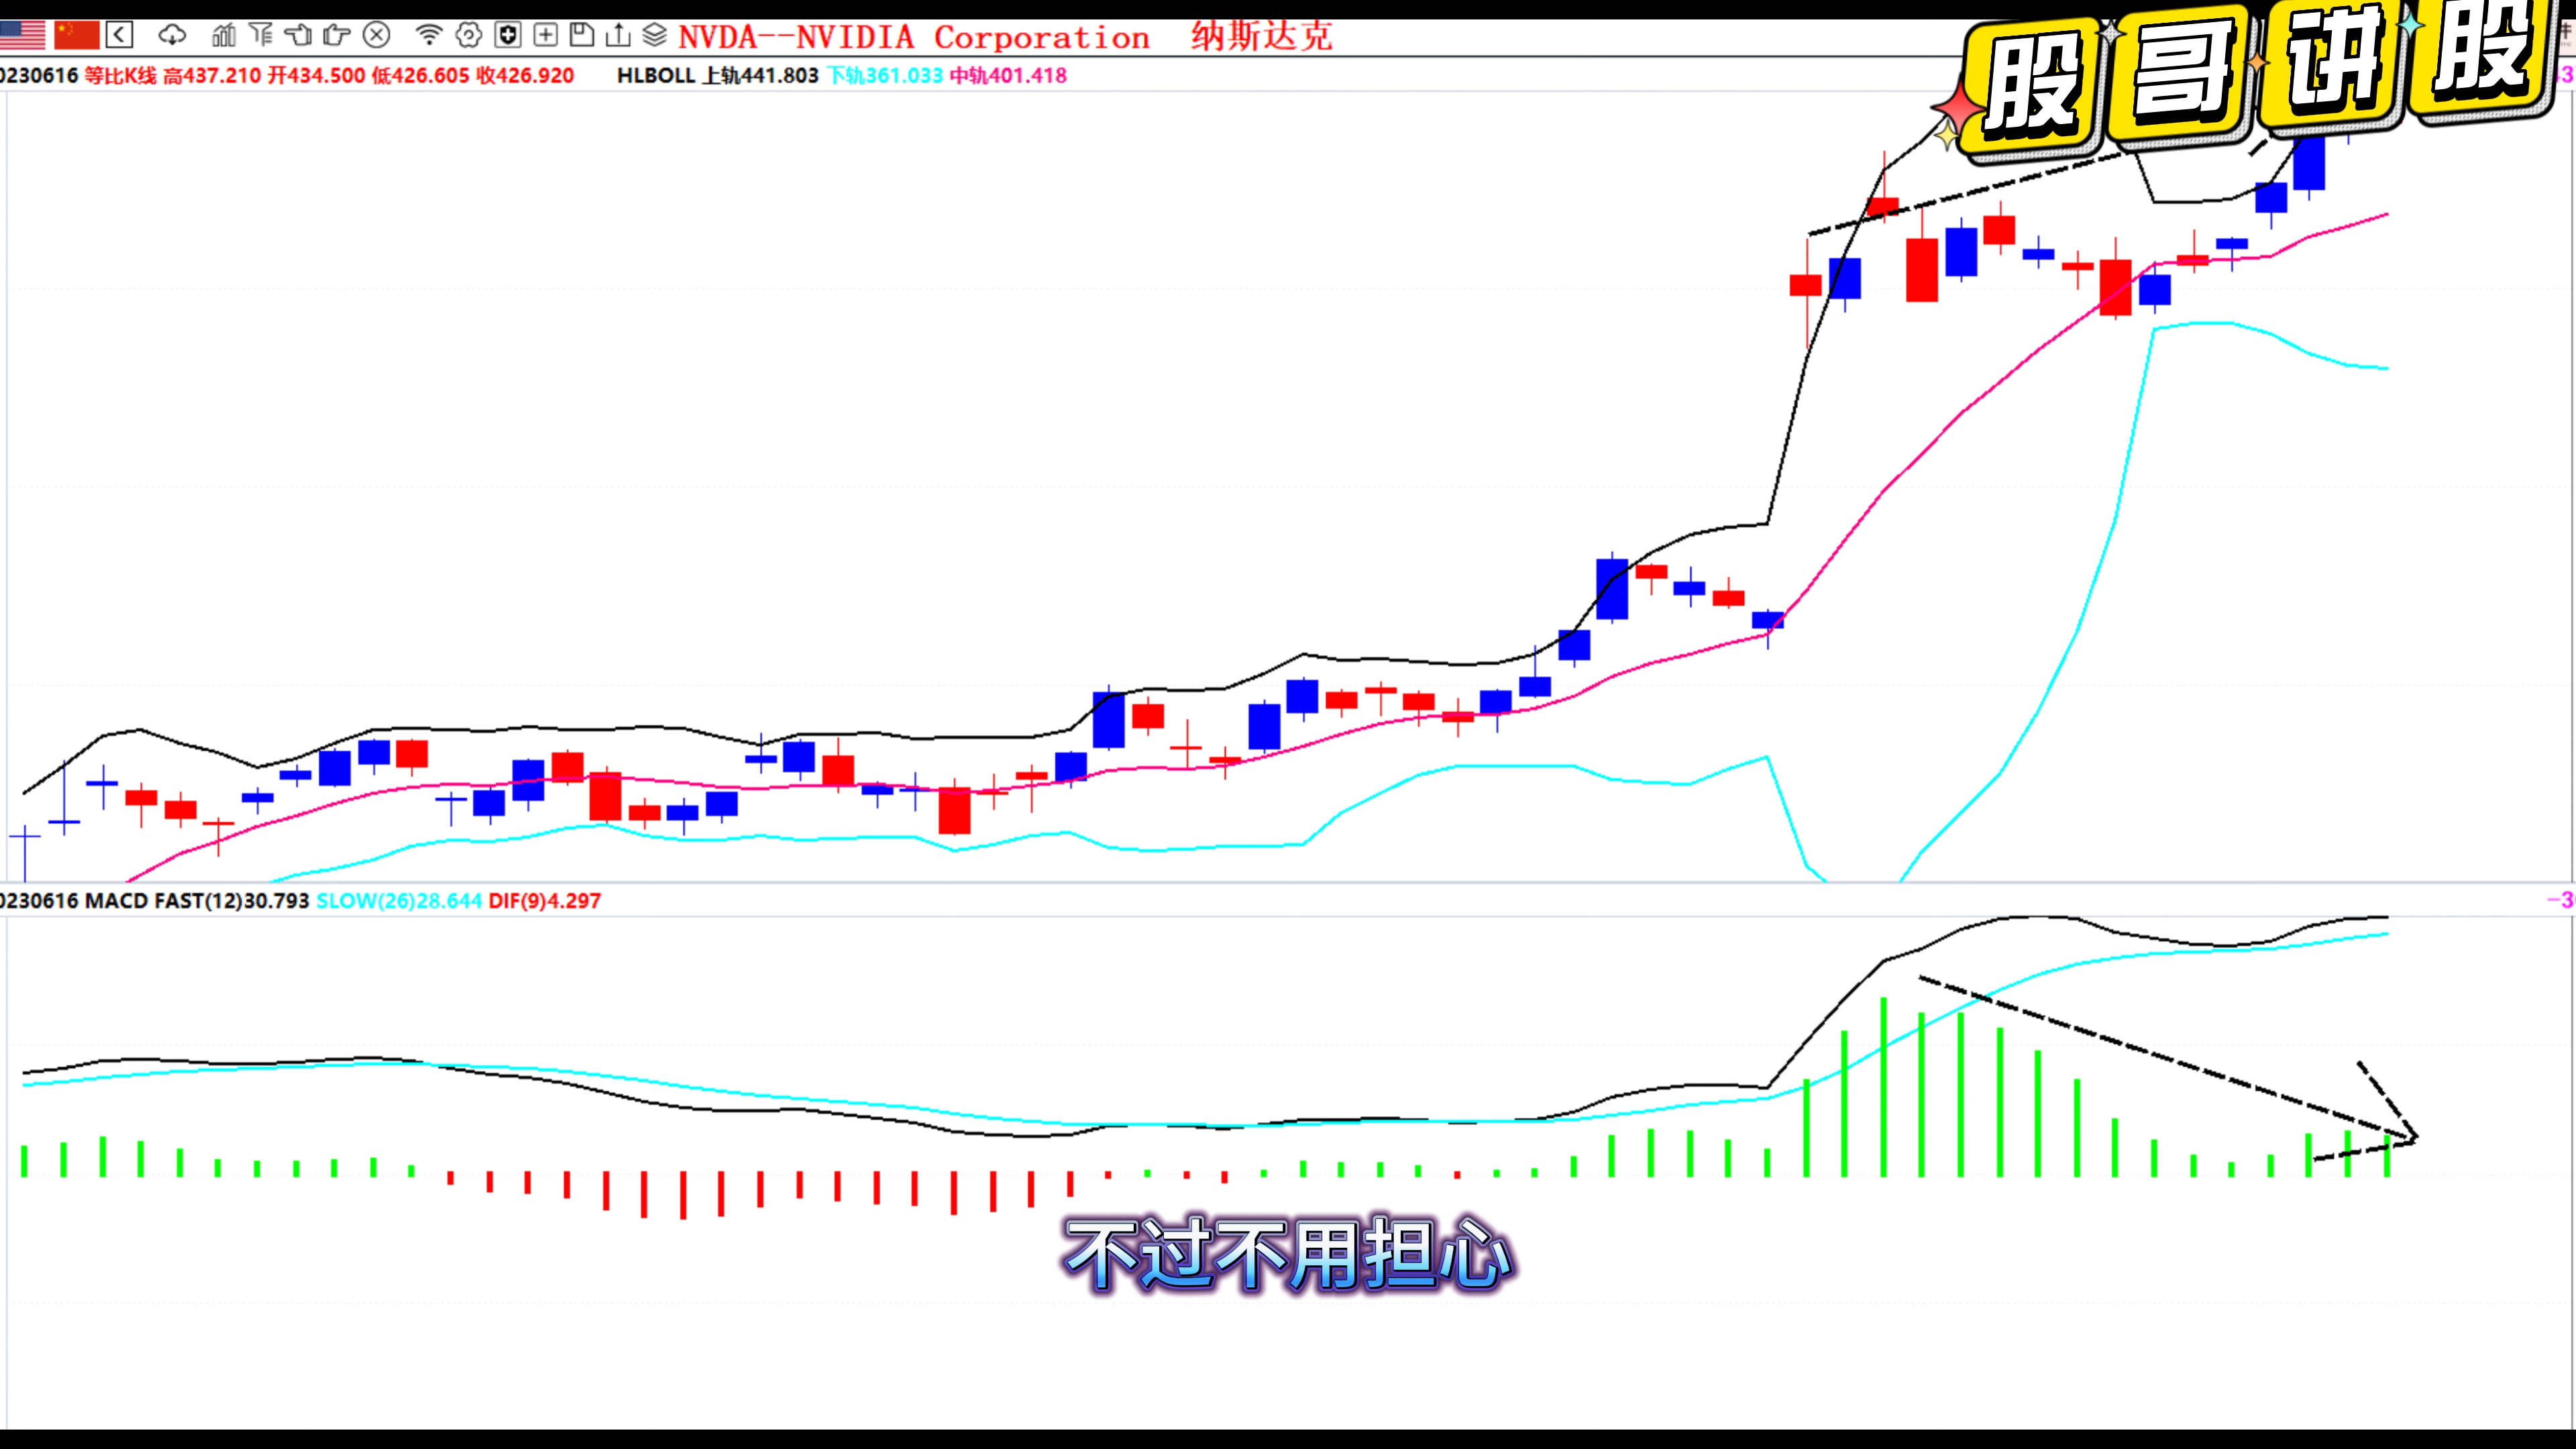 NVDA--NVIDIA Corporation 纳斯达克
股哥讲股
0230616 等比K线 高437.210 开434.500 低426.605 收426.920 HLBOLL 上轨441.803 下轨361.033 中轨401.418
0230616 MACD FAST(12)30.793 SLOW(26)28.644 DIF(9)4.297
不过不用担心